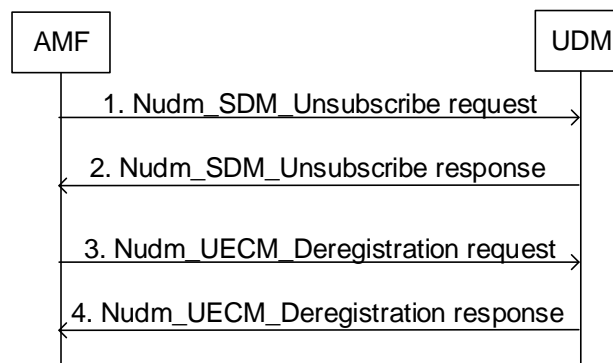 AMF
UDM
1. Nudm_SDM_Unsubscribe request
2. Nudm_SDM_Unsubscribe response
3. Nudm_UECM_Deregistration request
4. Nudm_UECM_Deregistration response